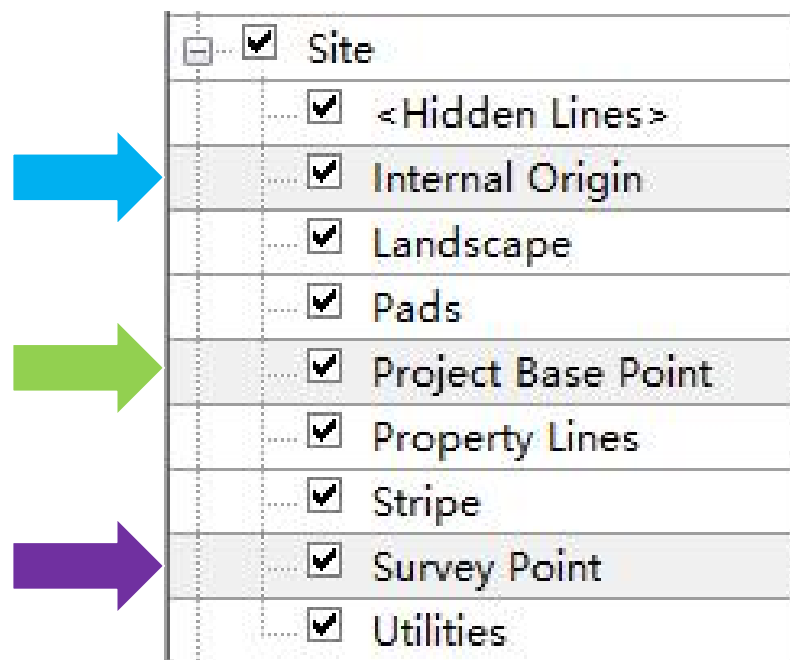 Site
<Hidden Lines>
Internal Origin
Landscape
Pads
Project Base Point
Property Lines
Stripe
Survey Point
Utilities